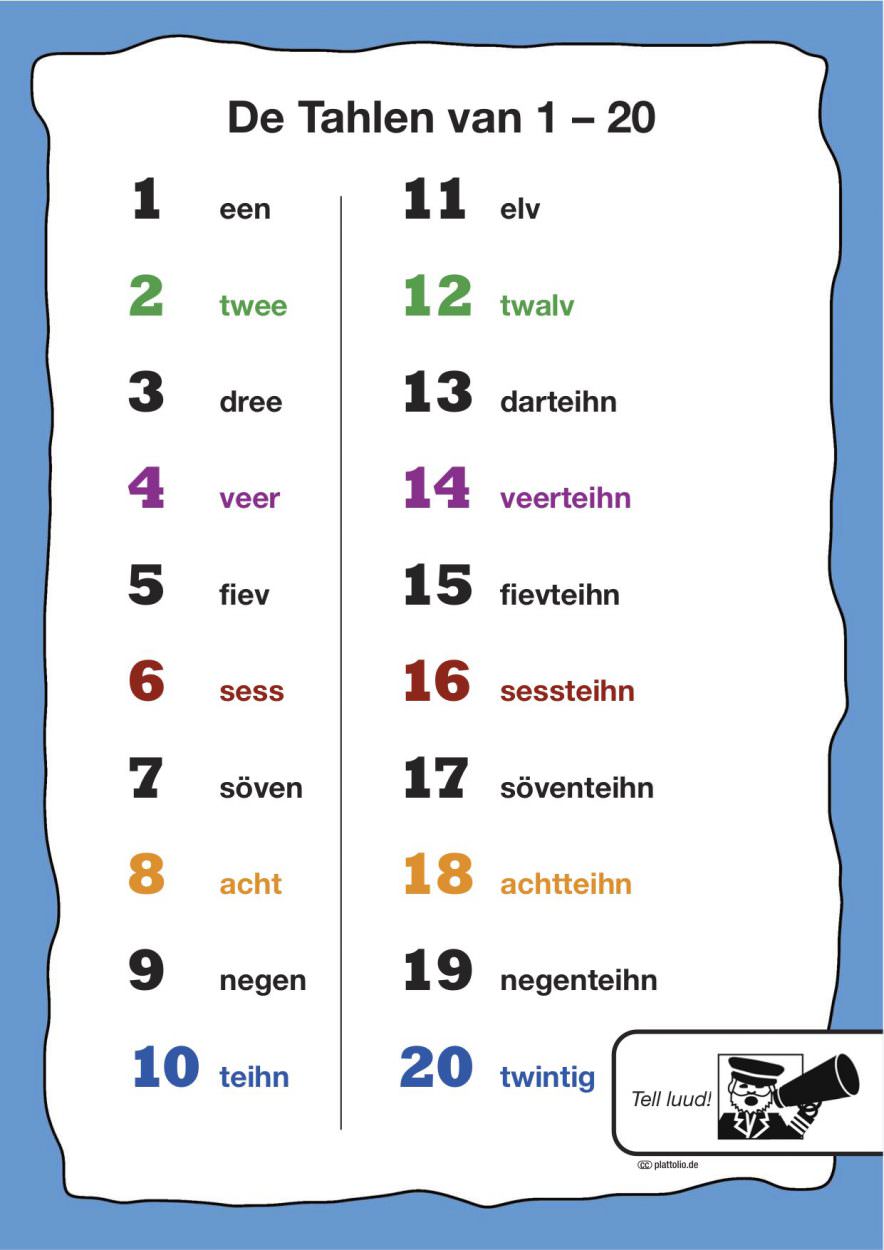 De Tahlen van 1 – 20
1 een
2 twee
3 dree
4 veer
5 fiev
6 sess
7 söven
8 acht
9 negen
10 teihn
11 elv
12 twalv
13 darteihn
14 veerteihn
15 fievteihn
16 sessteihn
17 söventeihn
18 achtteihn
19 negenteihn
20 twintig
Tell luud!
cc plattolio.de